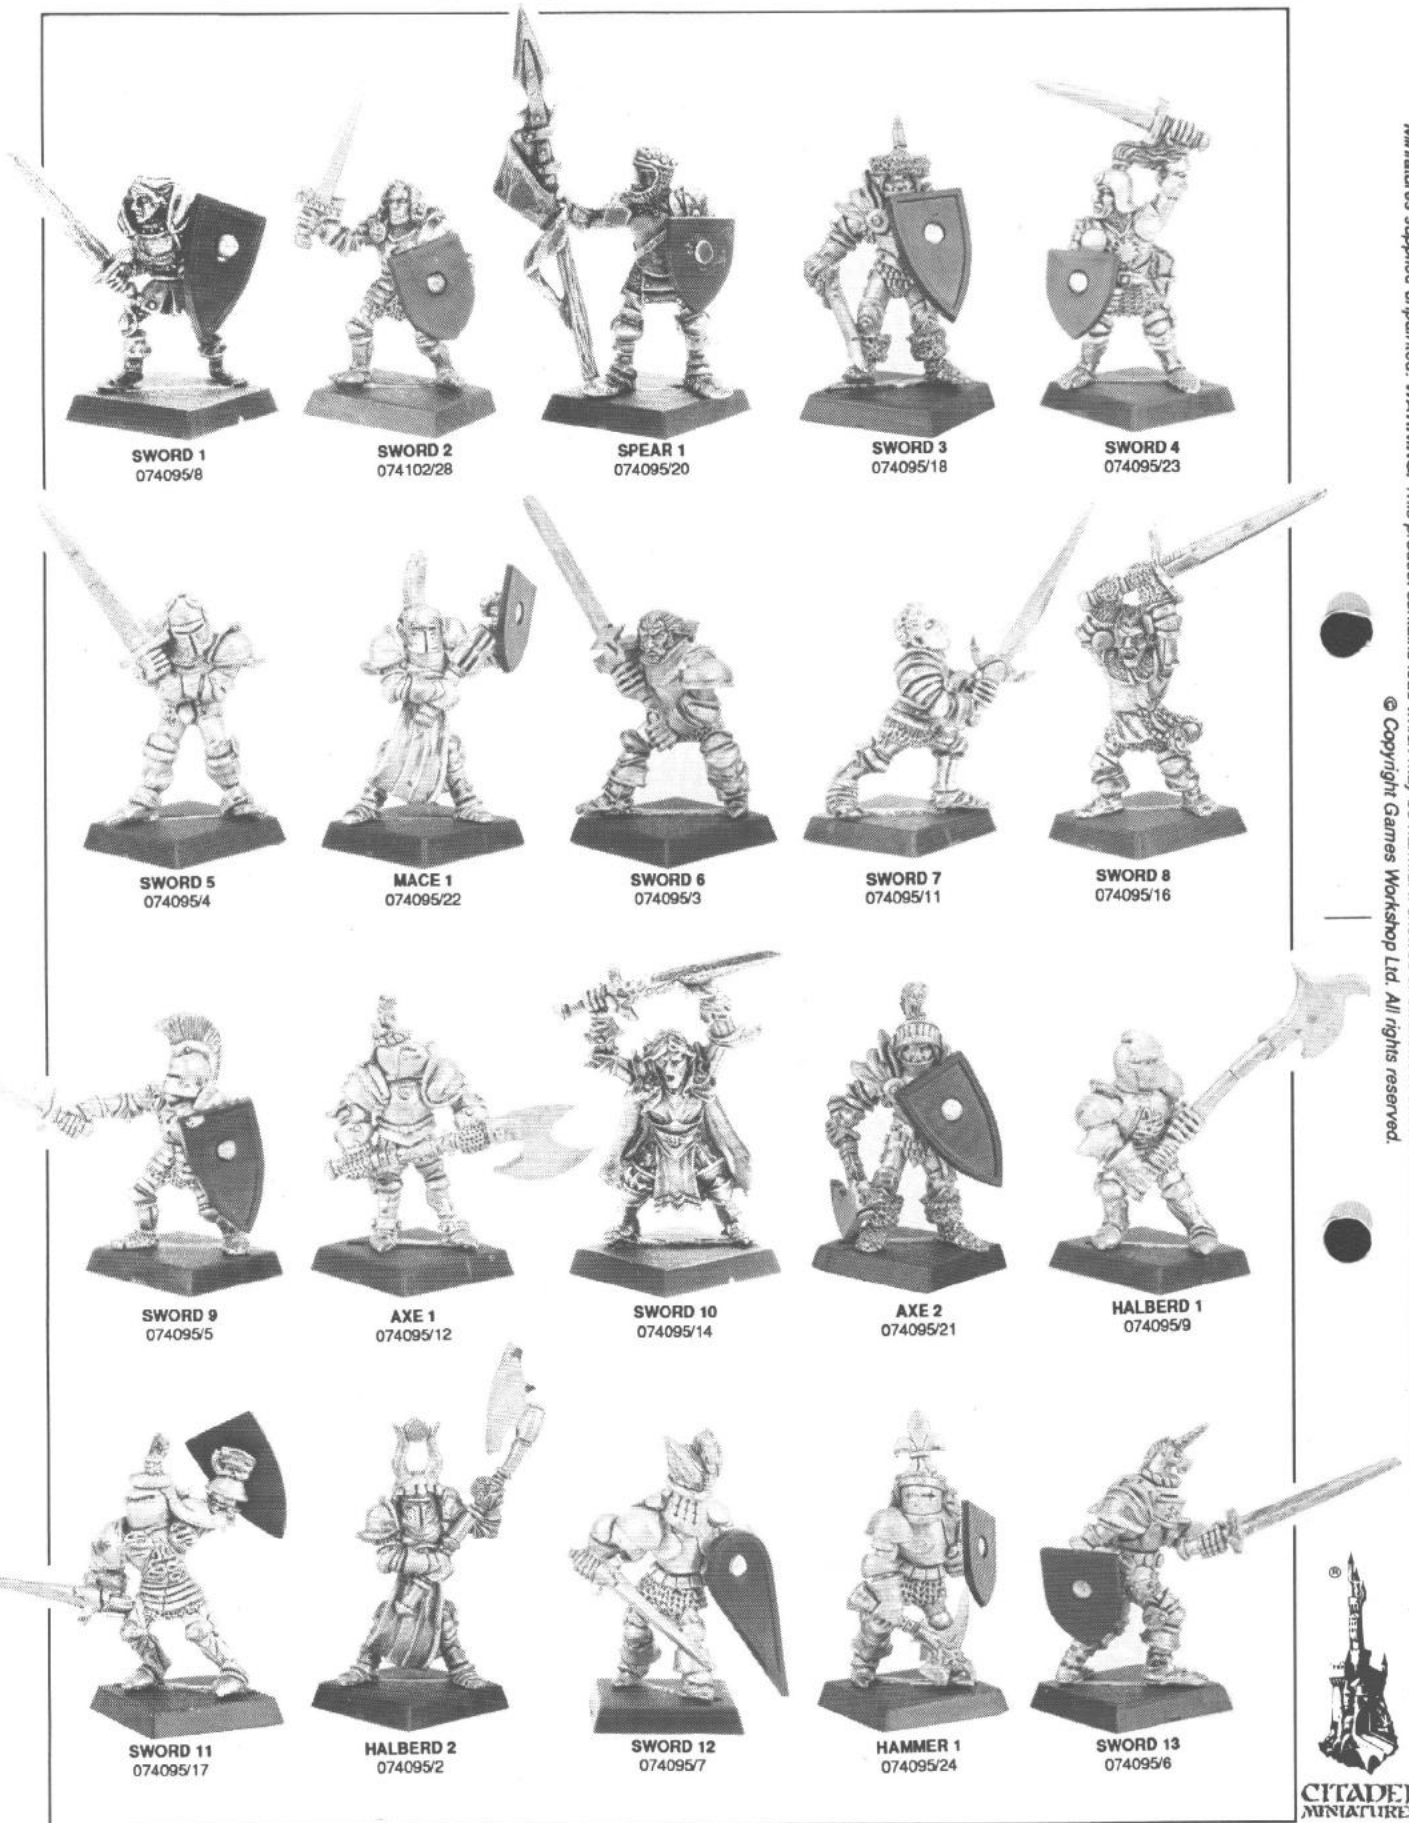 SWORD 1
074095/8
SWORD 2
074102/28
SPEAR 1
074095/20
SWORD 3
074095/18
SWORD 4
074095/23
SWORD 5
074095/4
MACE 1
074095/22
SWORD 6
074095/3
SWORD 7
074095/11
SWORD 8
074095/16
SWORD 9
074095/5
AXE 1
074095/12
SWORD 10
074095/14
AXE 2
074095/21
HALBERD 1
074095/9
SWORD 11
074095/17
HALBERD 2
074095/2
SWORD 12
074095/7
HAMMER 1
074095/24
SWORD 13
074095/6
© Copyright Games Workshop Ltd. All rights reserved.
®
CITADEL
MINIATURES